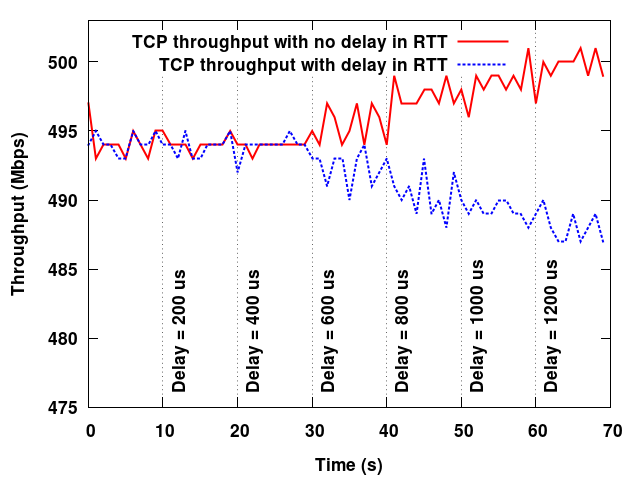 TCP throughput with no delay in RTT
TCP throughput with delay in RTT
Throughput (Mbps)
500
495
490
485
480
475
Delay = 200 us
Delay = 400 us
Delay = 600 us
Delay = 800 us
Delay = 1000 us
Delay = 1200 us
0 10 20 30 40 50 60 70
Time (s)